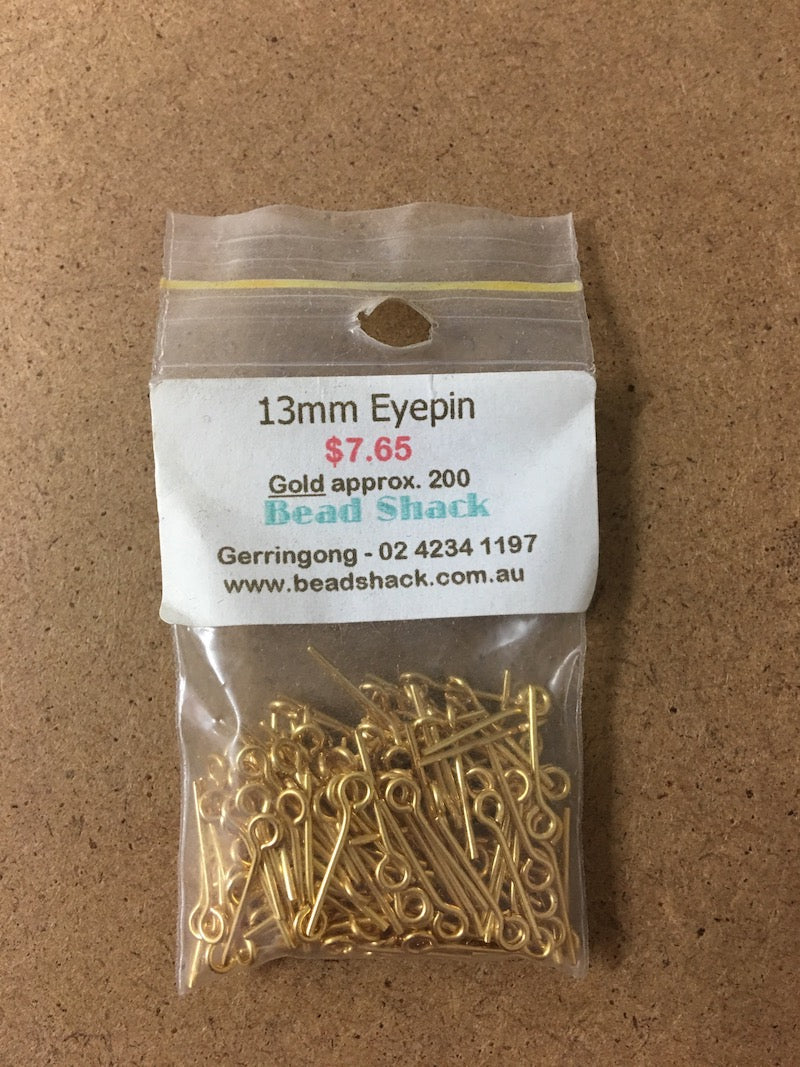 13mm Eyepin
$7.65
Gold approx. 200
Bead Shack
Gerringong - 02 4234 1197
www.beadshack.com.au